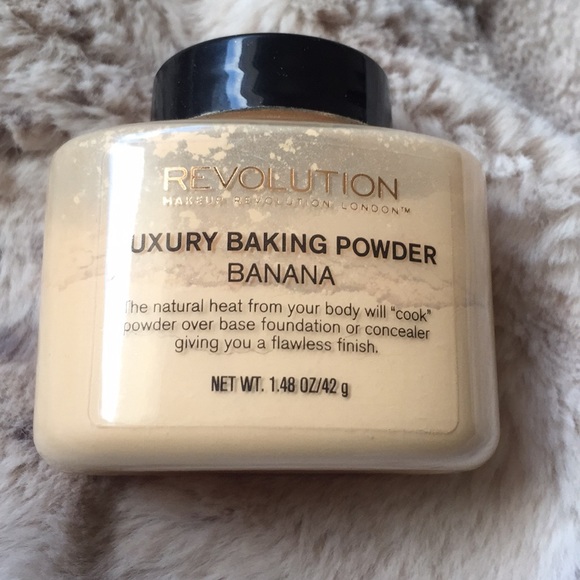 REVOLUTION
MAKEUP REVOLUTION LONDON™
LUXURY BAKING POWDER
BANANA
The natural heat from your body will "cook"
powder over base foundation or concealer
giving you a flawless finish.
NET WT. 1.48 OZ/42 g